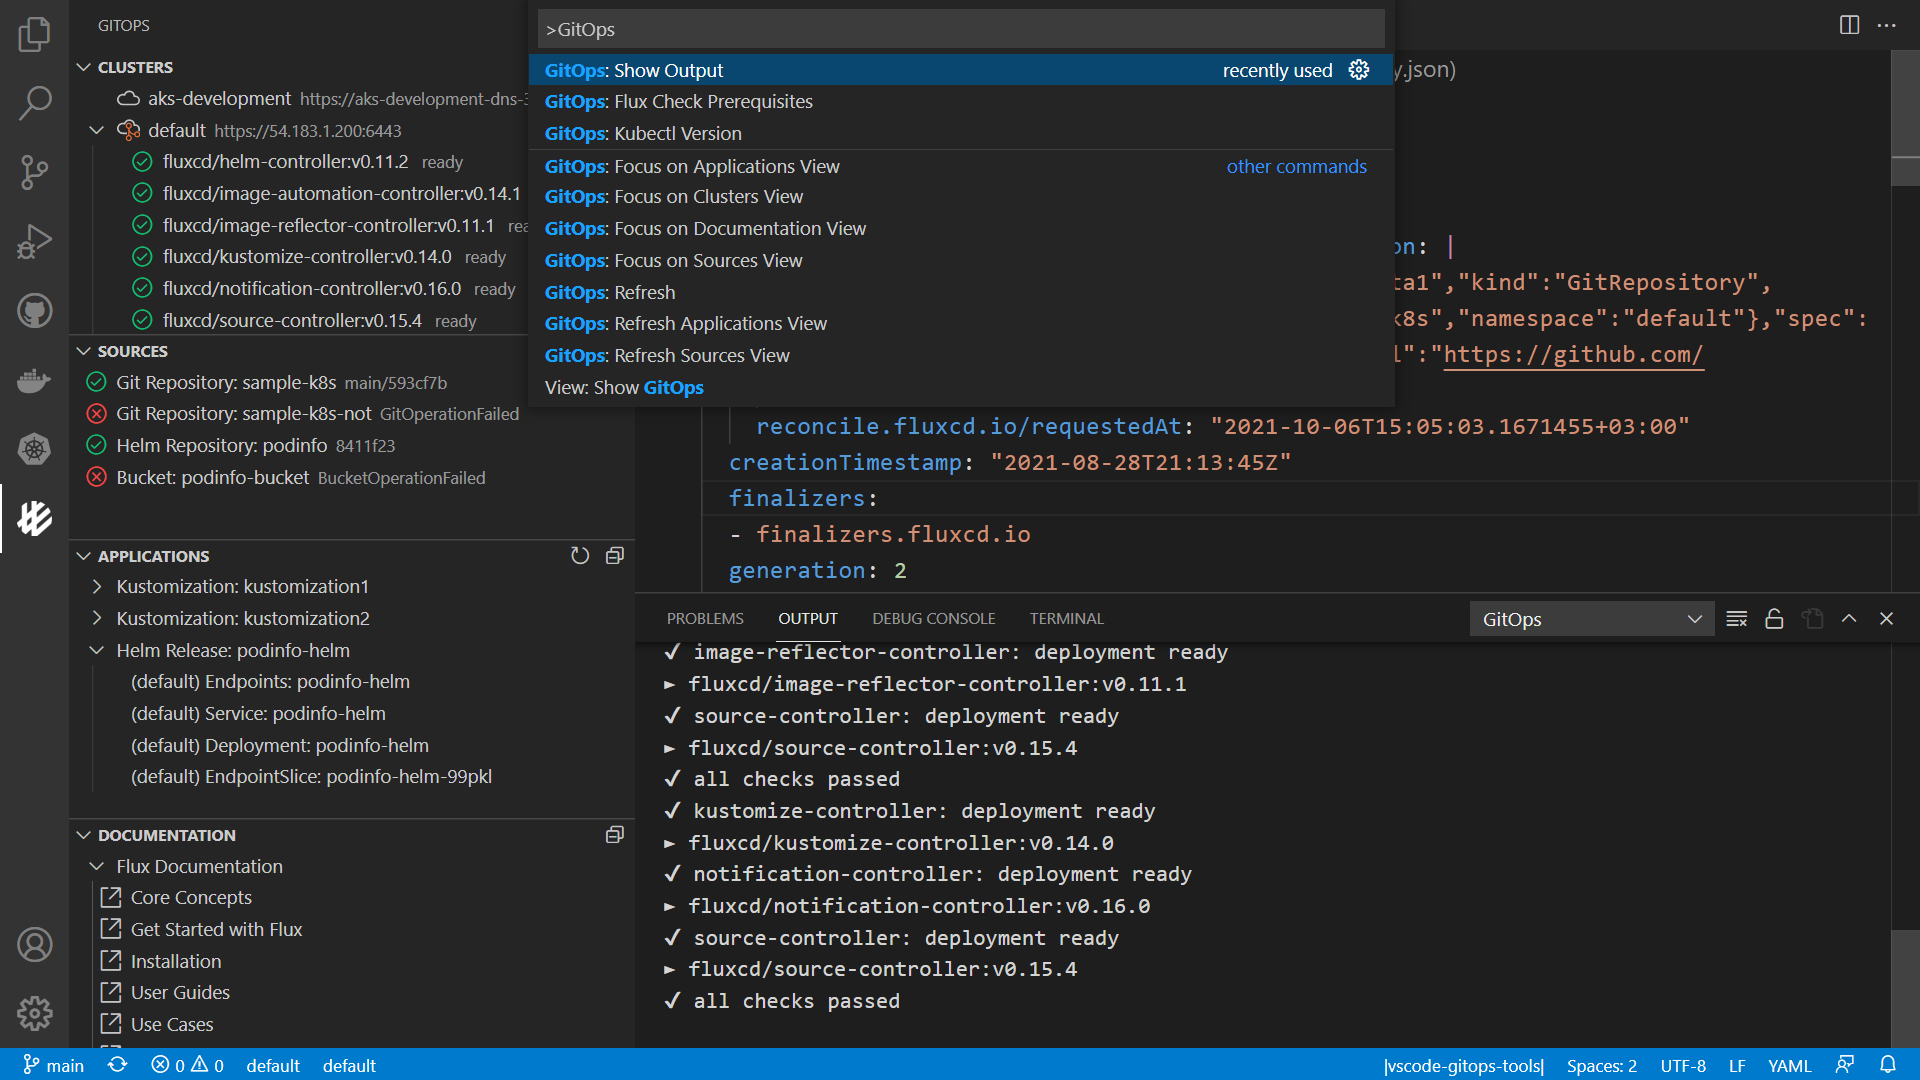 GITOPS
>GitOps
GitOps: Show Output recently used
GitOps: Flux Check Prerequisites
GitOps: Kubectl Version
GitOps: Focus on Applications View other commands
GitOps: Focus on Clusters View
GitOps: Focus on Documentation View
GitOps: Focus on Sources View
GitOps: Refresh
GitOps: Refresh Applications View
GitOps: Refresh Sources View
View: Show GitOps
CLUSTERS
aks-development https://aks-development-dns-3
default https://54.183.1.200:6443
fluxcd/helm-controller:v0.11.2 ready
fluxcd/image-automation-controller:v0.14.1
fluxcd/image-reflector-controller:v0.11.1 rea
fluxcd/kustomize-controller:v0.14.0 ready
fluxcd/notification-controller:v0.16.0 ready
fluxcd/source-controller:v0.15.4 ready
SOURCES
Git Repository: sample-k8s main/593cf7b
Git Repository: sample-k8s-not GitOperationFailed
Helm Repository: podinfo 8411f23
Bucket: podinfo-bucket BucketOperationFailed
APPLICATIONS
Kustomization: kustomization1
Kustomization: kustomization2
Helm Release: podinfo-helm
(default) Endpoints: podinfo-helm
(default) Service: podinfo-helm
(default) Deployment: podinfo-helm
(default) EndpointSlice: podinfo-helm-99pkl
DOCUMENTATION
Flux Documentation
Core Concepts
Get Started with Flux
Installation
User Guides
Use Cases
y.json)
on: |
ta1","kind":"GitRepository",
k8s","namespace":"default"},"spec":
l":"https://github.com/
reconcile.fluxcd.io/requestedAt: "2021-10-06T15:05:03.1671455+03:00"
creationTimestamp: "2021-08-28T21:13:45Z"
finalizers:
- finalizers.fluxcd.io
generation: 2
PROBLEMS OUTPUT DEBUG CONSOLE TERMINAL GitOps
✔ image-reflector-controller: deployment ready
► fluxcd/image-reflector-controller:v0.11.1
✔ source-controller: deployment ready
► fluxcd/source-controller:v0.15.4
✔ all checks passed
✔ kustomize-controller: deployment ready
► fluxcd/kustomize-controller:v0.14.0
✔ notification-controller: deployment ready
► fluxcd/notification-controller:v0.16.0
✔ source-controller: deployment ready
► fluxcd/source-controller:v0.15.4
✔ all checks passed
main 0 0 default default |vscode-gitops-tools| Spaces: 2 UTF-8 LF YAML